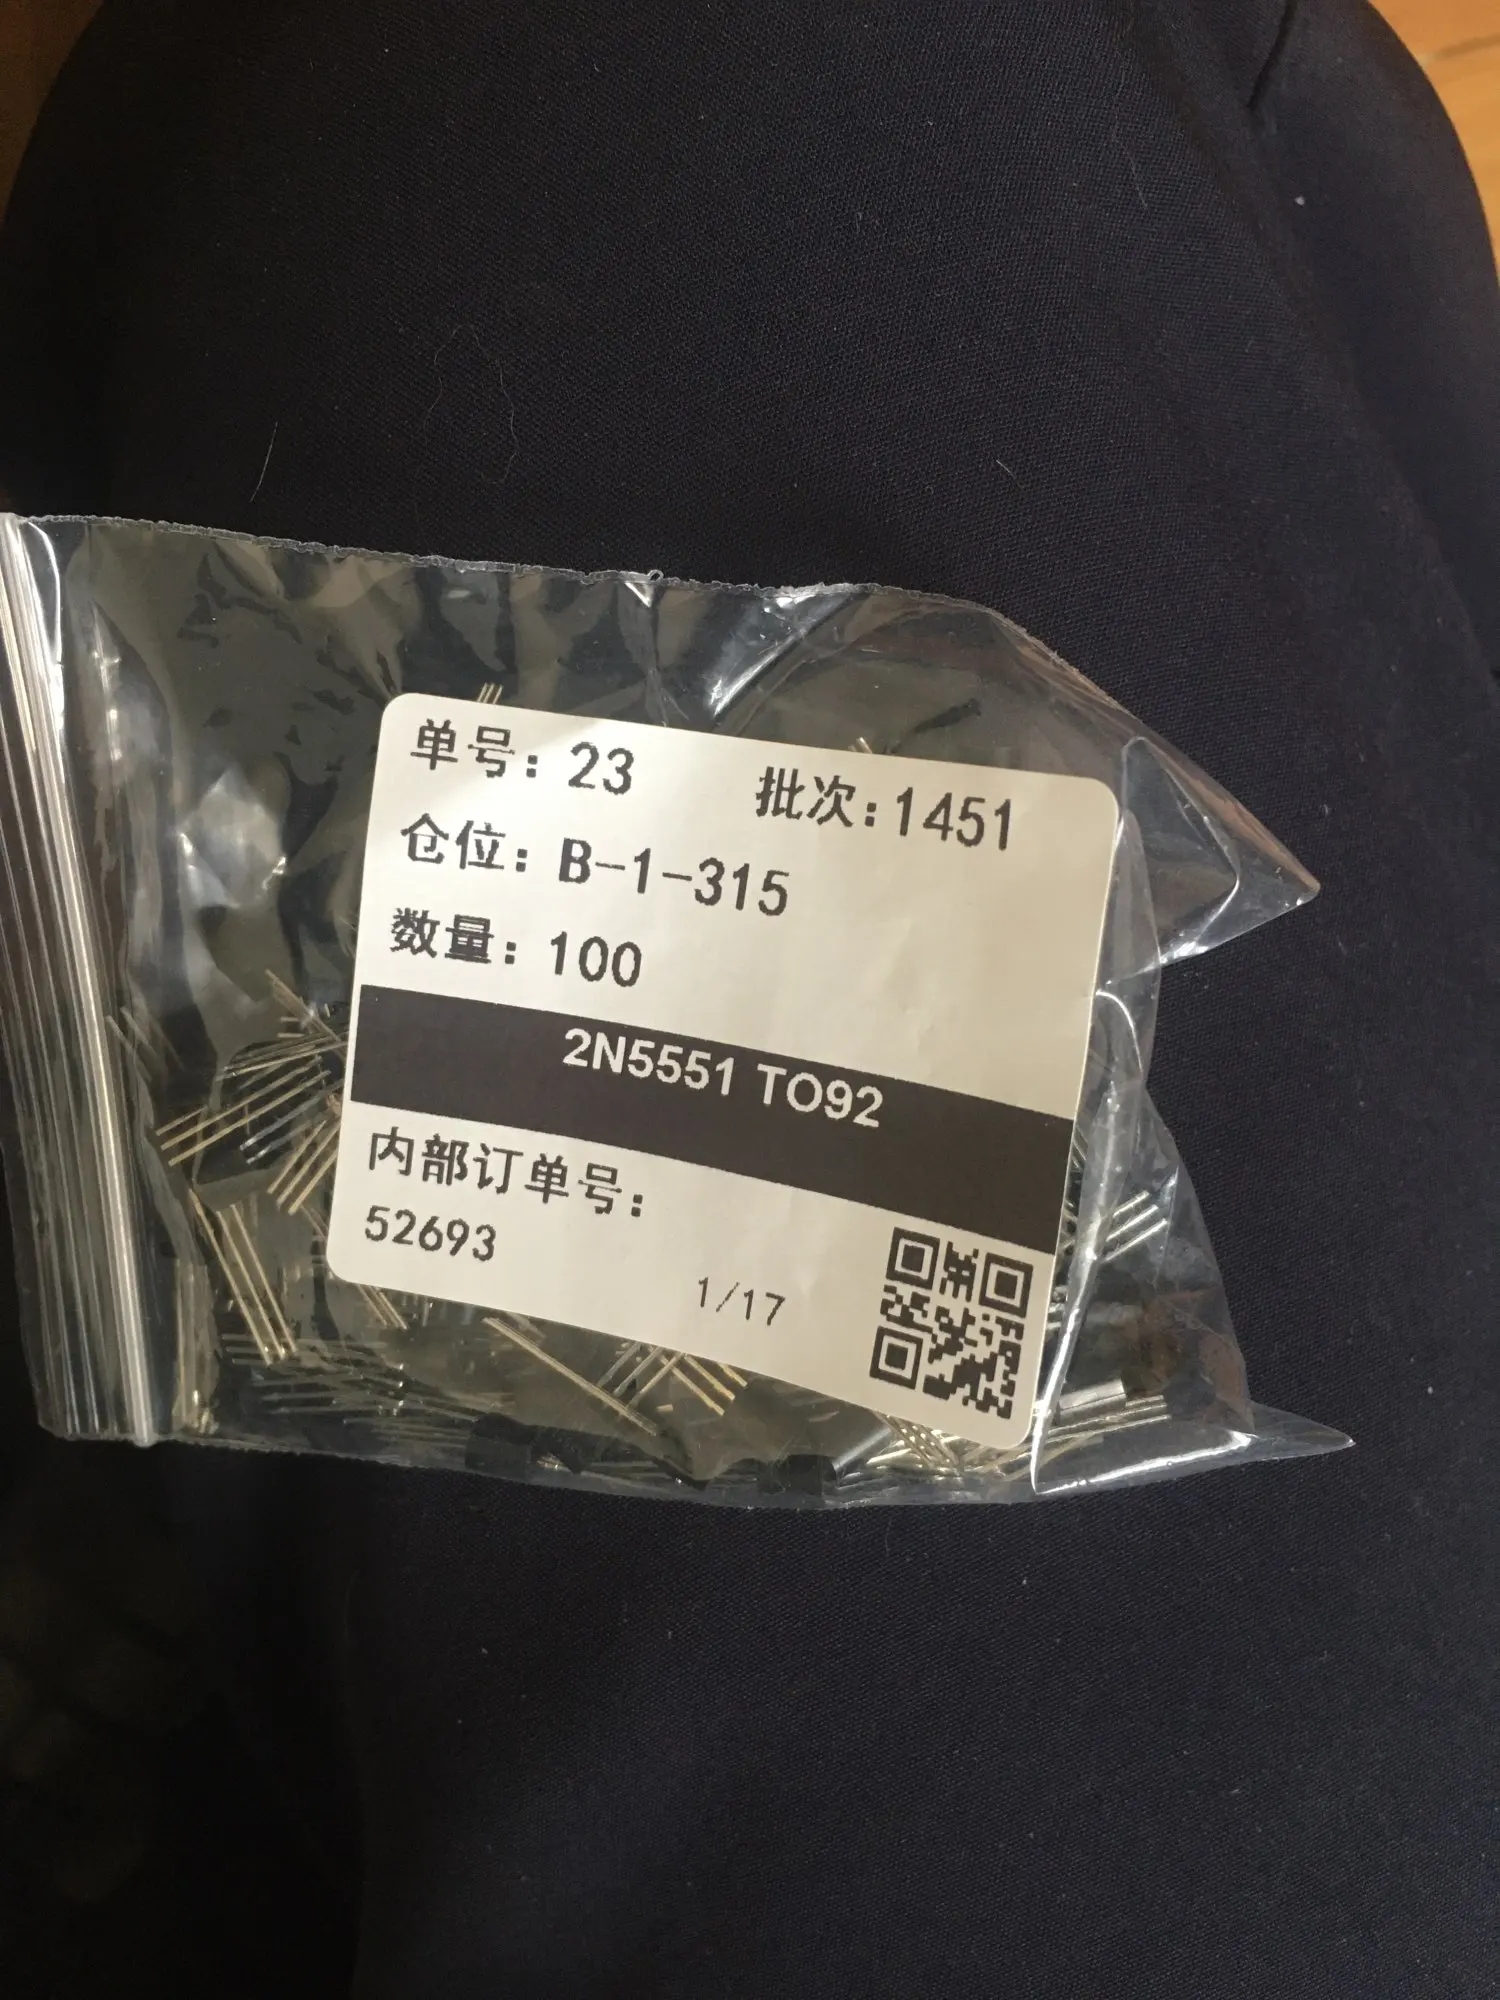 单号：23 批次：1451
仓位：B-1-315
数量：100
2N5551 TO92
内部订单号：
52693
1/17